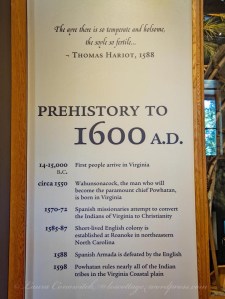 The ayre there is so temperate and holsome,
the soyle so fertile...
~ Thomas Hariot, 1588
PREHISTORY TO
1600 A.D.
14-15,000 B.C. First people arrive in Virginia
circa 1550 Wahunsonacock, the man who will
become the paramount chief Powhatan,
is born in Virginia
1570-72 Spanish missionaries attempt to convert
the Indians of Virginia to Christianity
1585-87 Short-lived English colony is
established at Roanoke in northeastern
North Carolina
1588 Spanish Armada is defeated by the English
1598 Powhatan rules nearly all of the Indian
tribes in the Virginia Coastal plain